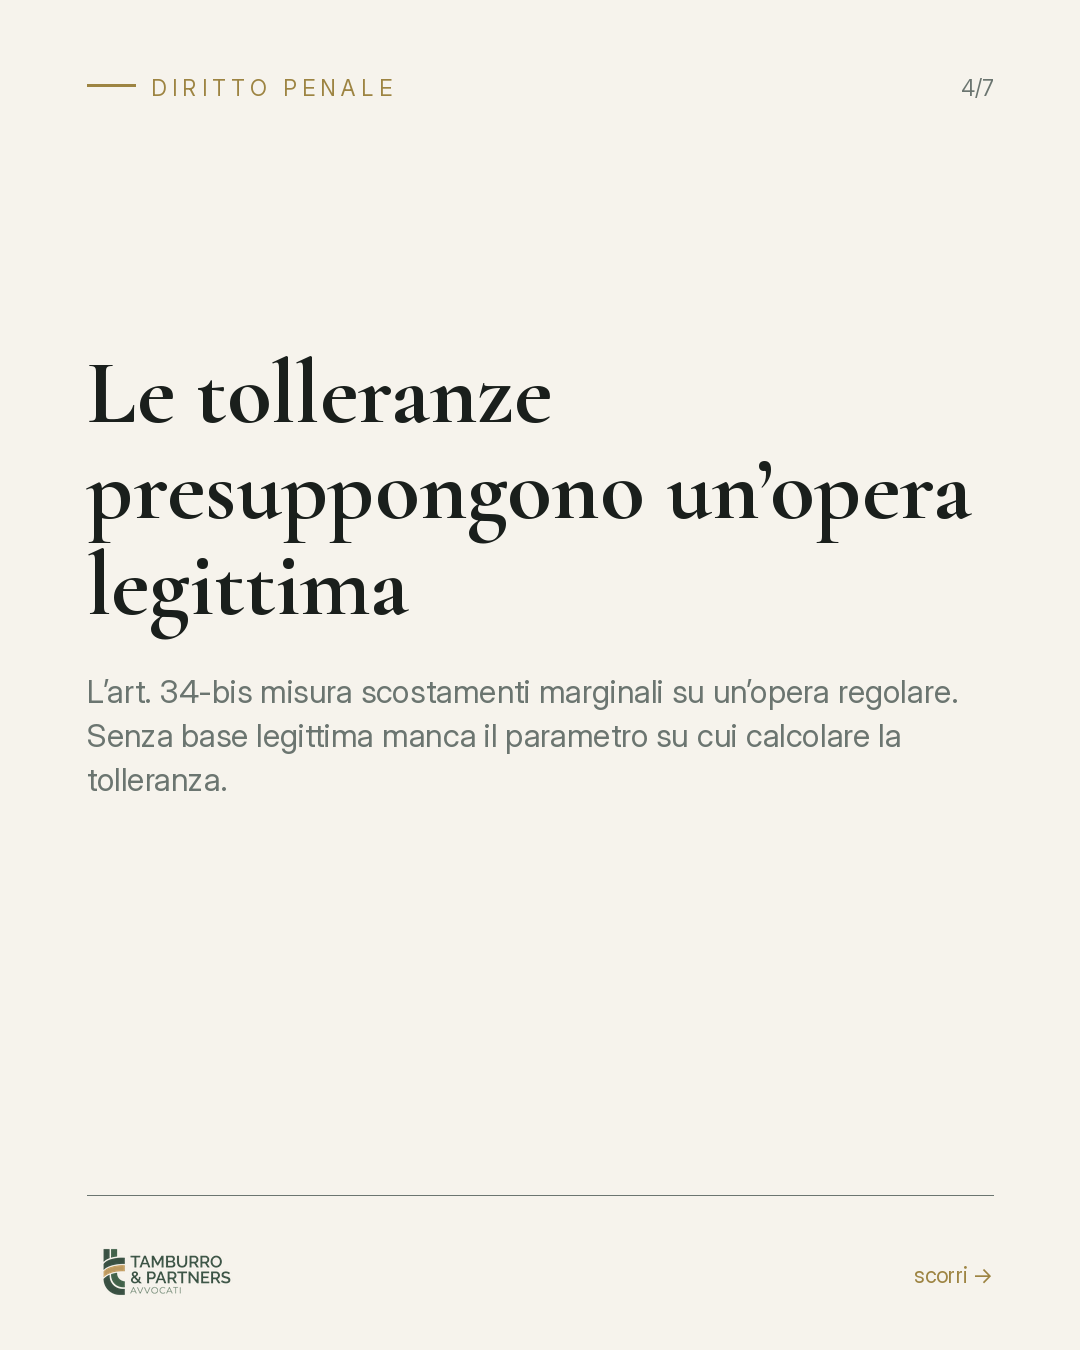 DIRITTO PENALE
4/7
Le tolleranze
presuppongono un’opera
legittima
L’art. 34-bis misura scostamenti marginali su un’opera regolare.
Senza base legittima manca il parametro su cui calcolare la
tolleranza.
TAMBURRO
& PARTNERS
AVVOCATI
scorri →